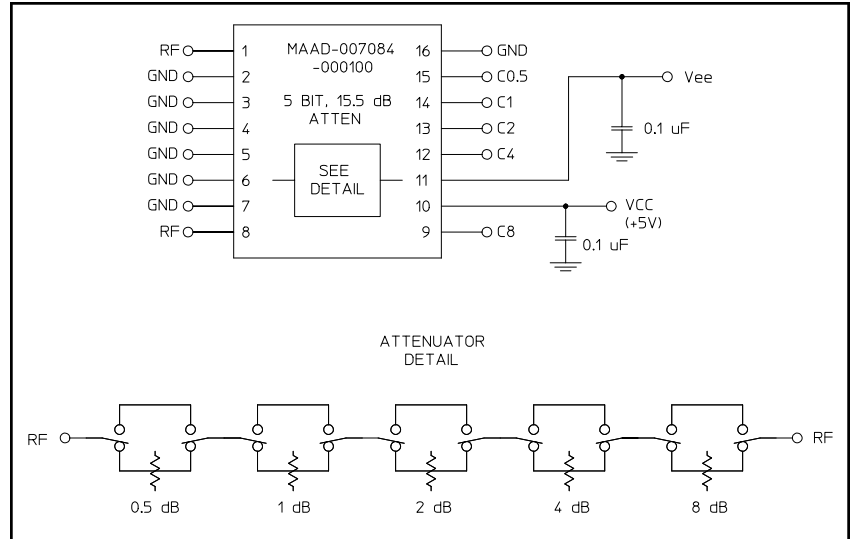 RF 1 MAAD-007084 16 GND
GND 2 -000100 15 C0.5 Vee
GND 3 5 BIT, 15.5 dB 14 C1
GND 4 ATTEN 13 C2 0.1 uF
GND 5 SEE 12 C4
GND 6 DETAIL 11
GND 7 10 VCC
(+5V)
RF 8 9 C8 0.1 uF
ATTENUATOR
DETAIL
RF RF
0.5 dB 1 dB 2 dB 4 dB 8 dB